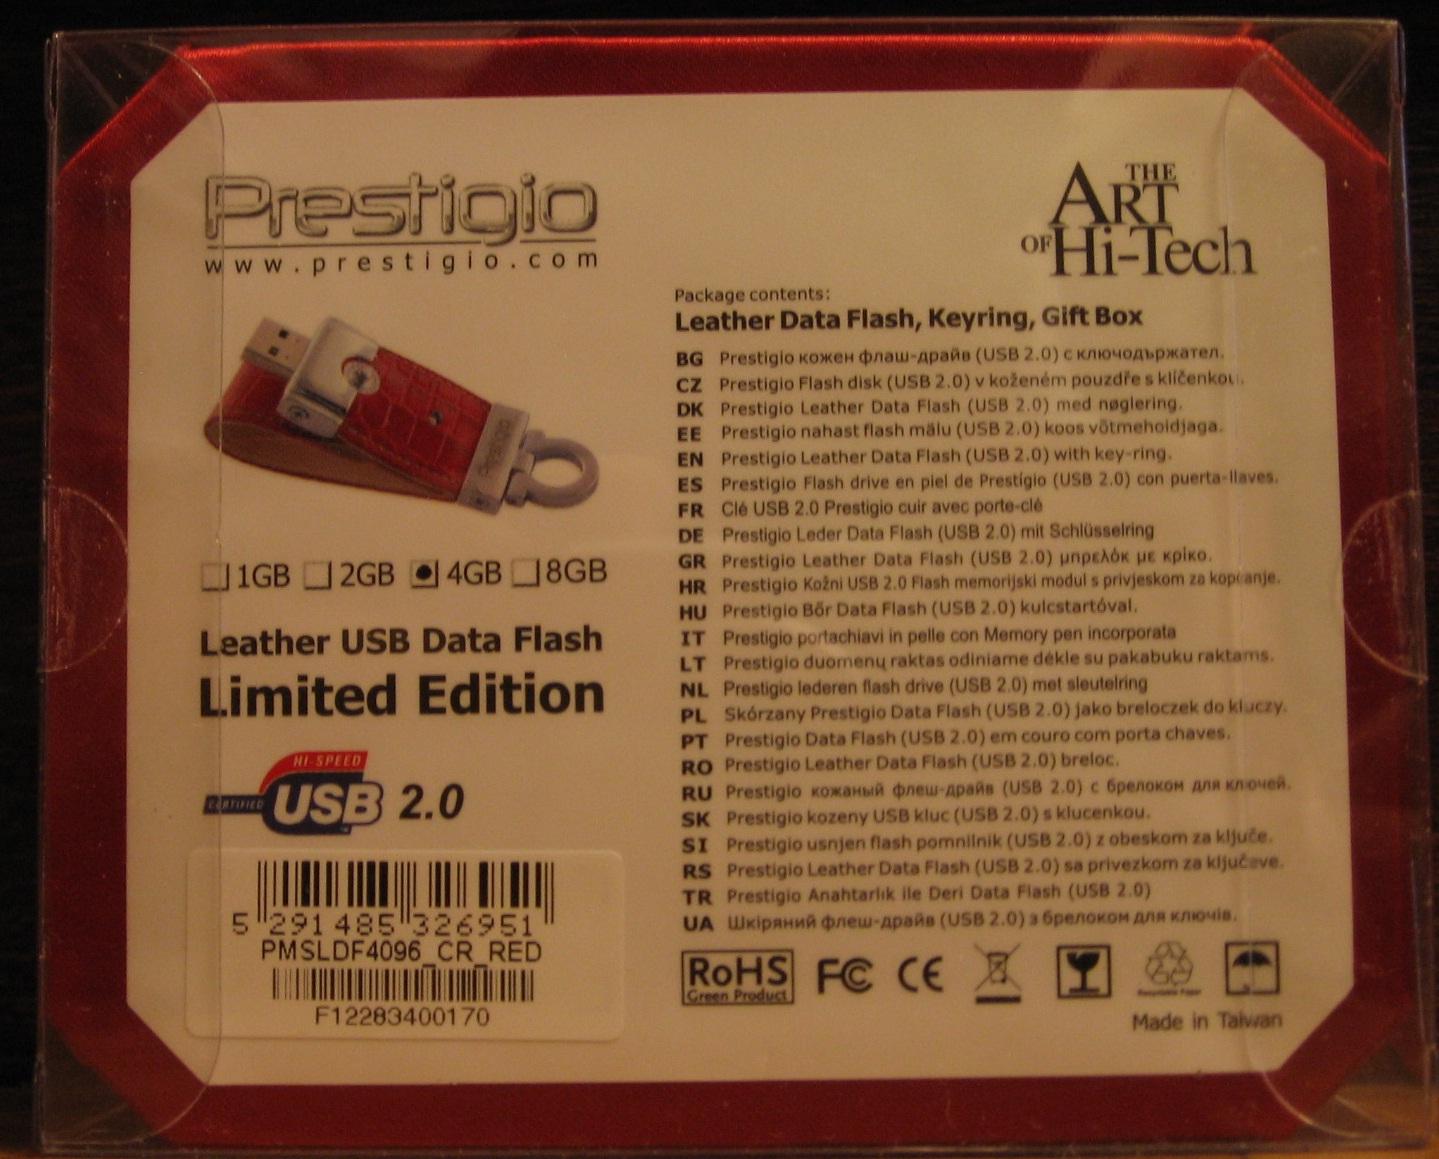 Prestigio
www.prestigio.com
THE
ART
OF Hi-Tech
Prestigio
1GB 2GB 4GB 8GB
Leather USB Data Flash
Limited Edition
HI-SPEED
CERTIFIED USB 2.0
5 291485 326951
PMSLDF4096_CR_RED
F12283400170
Package contents:
Leather Data Flash, Keyring, Gift Box
BG Prestigio кожен флаш-драйв (USB 2.0) с ключодържател.
CZ Prestigio Flash disk (USB 2.0) v koženém pouzdře s klíčenkou.
DK Prestigio Leather Data Flash (USB 2.0) med nøglering.
EE Prestigio nahast flash mälu (USB 2.0) koos võtmehoidjaga.
EN Prestigio Leather Data Flash (USB 2.0) with key-ring.
ES Prestigio Flash drive en piel de Prestigio (USB 2.0) con puerta-llaves.
FR Clé USB 2.0 Prestigio cuir avec porte-clé
DE Prestigio Leder Data Flash (USB 2.0) mit Schlüsselring
GR Prestigio Leather Data Flash (USB 2.0) μπρελόκ με κρίκο.
HR Prestigio Kožni USB 2.0 Flash memorijski modul s privjeskom za kopčanje.
HU Prestigio Bőr Data Flash (USB 2.0) kulcstartóval.
IT Prestigio portachiavi in pelle con Memory pen incorporata
LT Prestigio duomenų raktas odiniame dėkle su pakabuku raktams.
NL Prestigio lederen flash drive (USB 2.0) met sleutelring
PL Skórzany Prestigio Data Flash (USB 2.0) jako breloczek do kluczy.
PT Prestigio Data Flash (USB 2.0) em couro com porta chaves.
RO Prestigio Leather Data Flash (USB 2.0) breloc.
RU Prestigio кожаный флеш-драйв (USB 2.0) с брелоком для ключей.
SK Prestigio kozeny USB kluc (USB 2.0) s klucenkou.
SI Prestigio usnjen flash pomnilnik (USB 2.0) z obeskom za ključe.
RS Prestigio Leather Data Flash (USB 2.0) sa privezkom za ključeve.
TR Prestigio Anahtarlık ile Deri Data Flash (USB 2.0)
UA Шкіряний флеш-драйв (USB 2.0) з брелоком для ключів.
RoHS
Green Product
FC CE
Recyclable Paper
Made in Taiwan